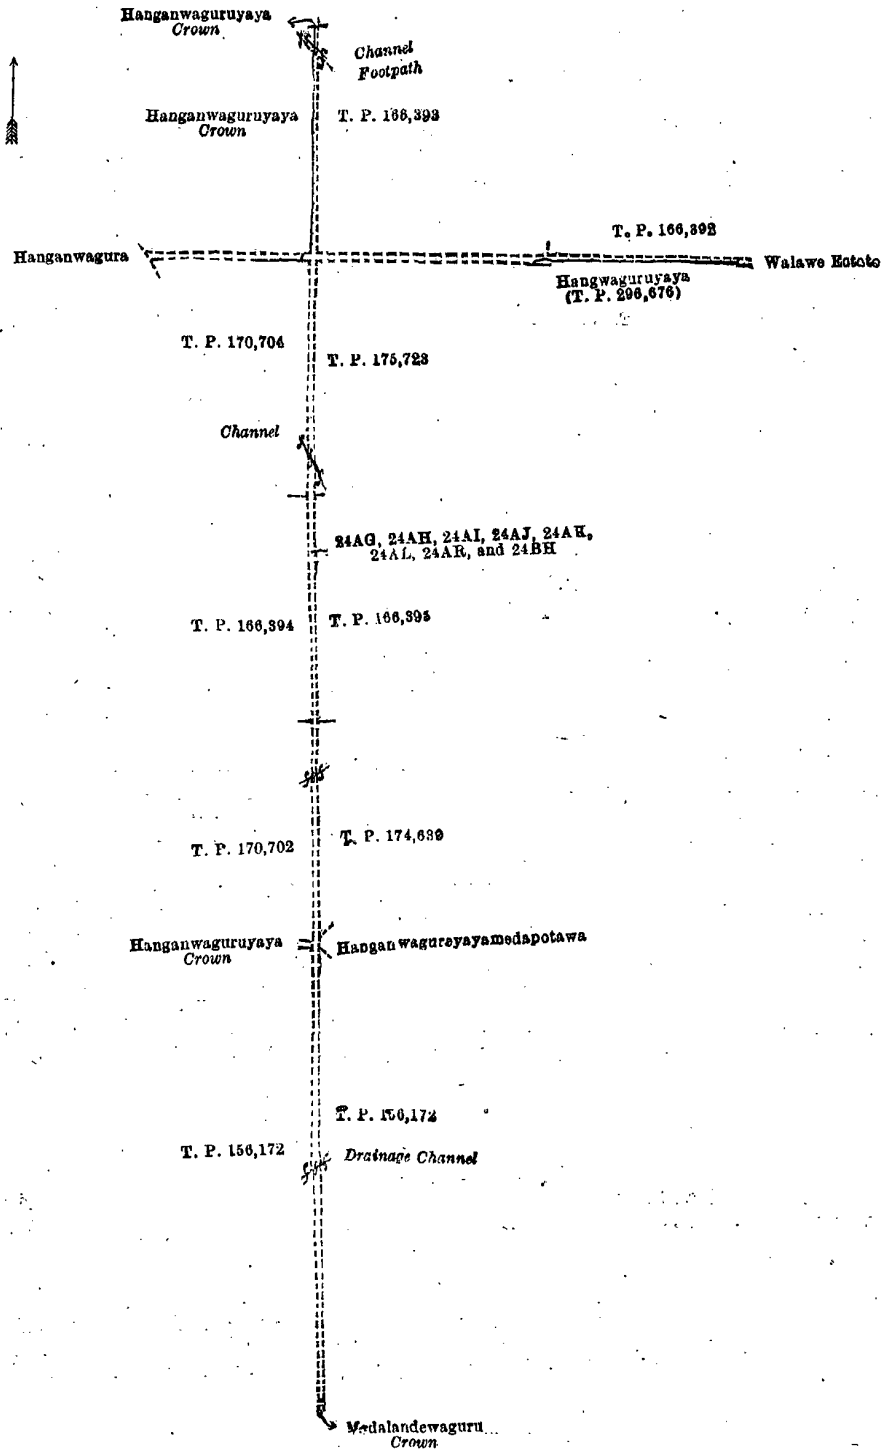 Hanganwaguruyaya
Crown
Channel
Footpath
Hanganwaguruyaya
Crown
T. P. 166,393
T. P. 166,392
Hanganwagura
Walawe Estate
Hangwaguruyaya
(T. P. 296,676)
T. P. 170,704
T. P. 175,723
Channel
24AG, 24AH, 24AI, 24AJ, 24AK,
24AL, 24AR, and 24BH
T. P. 166,394
T. P. 166,395
T. P. 170,702
T. P. 174,639
Hanganwaguruyaya
Crown
Hanganwagurayayamedapotawa
T. P. 156,172
T. P. 156,172
Drainage Channel
Medalandewaguru
Crown